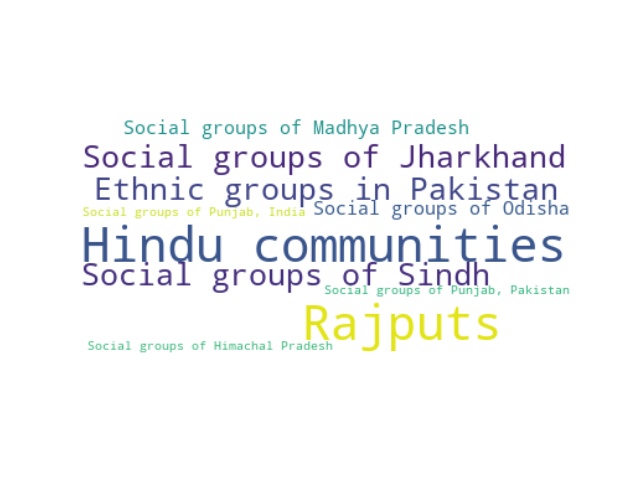 Social groups of Madhya Pradesh
Social groups of Jharkhand
Ethnic groups in Pakistan
Social groups of Punjab, India
Social groups of Odisha
Hindu communities
Social groups of Sindh
Social groups of Punjab, Pakistan
Rajputs
Social groups of Himachal Pradesh